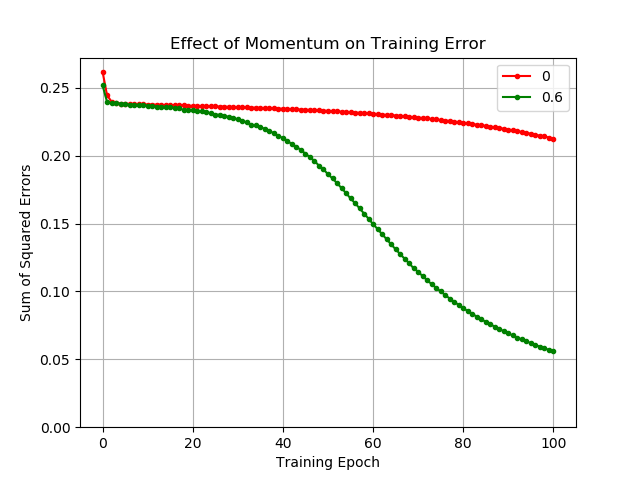 Effect of Momentum on Training Error
0
0.6
Sum of Squared Errors
0.25
0.20
0.15
0.10
0.05
0.00
0 20 40 60 80 100
Training Epoch